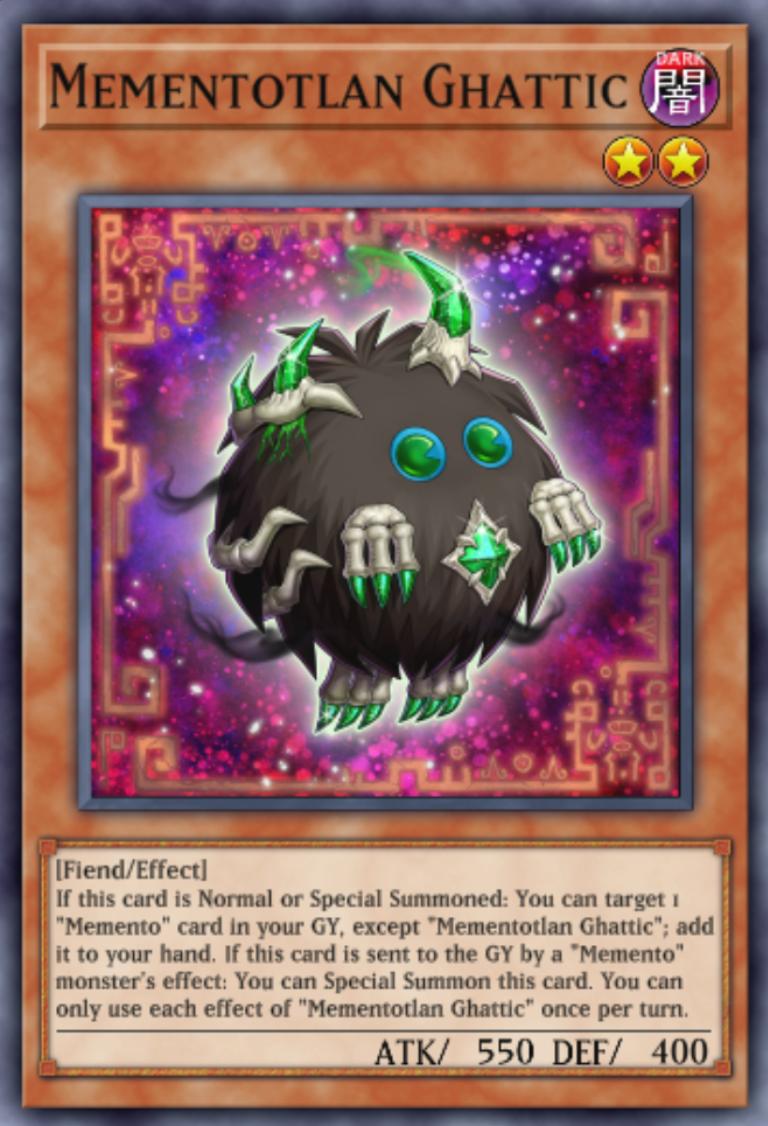 MEMENTOTLAN GHATTIC
DARK
闇
[Fiend/Effect]
If this card is Normal or Special Summoned: You can target 1
"Memento" card in your GY, except "Mementotlan Ghattic"; add
it to your hand. If this card is sent to the GY by a "Memento"
monster's effect: You can Special Summon this card. You can
only use each effect of "Mementotlan Ghattic" once per turn.
ATK/ 550 DEF/ 400